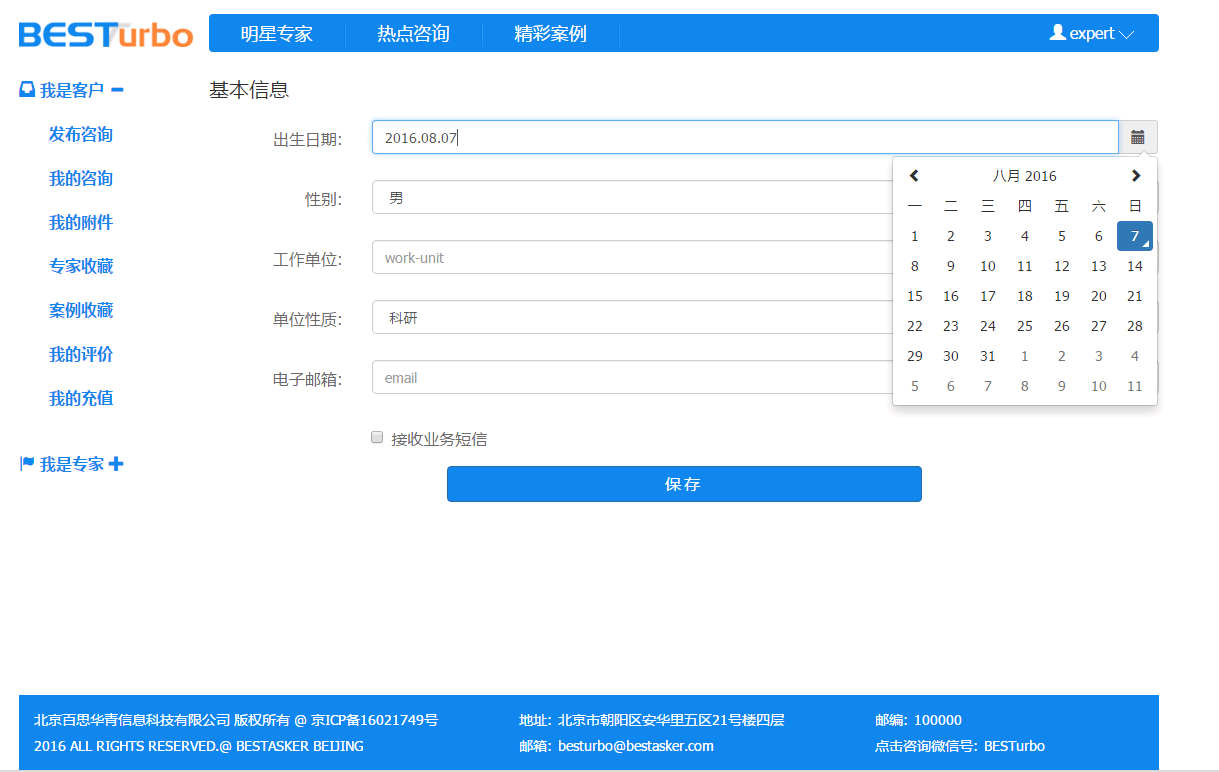 BESTurbo
明星专家 热点咨询 精彩案例 expert
我是客户
发布咨询
我的咨询
我的附件
专家收藏
案例收藏
我的评价
我的充值
我是专家
基本信息
出生日期: 2016.08.07
性别: 男
工作单位: work-unit
单位性质: 科研
电子邮箱: email
八月 2016
一 二 三 四 五 六 日
1 2 3 4 5 6 7
8 9 10 11 12 13 14
15 16 17 18 19 20 21
22 23 24 25 26 27 28
29 30 31 1 2 3 4
5 6 7 8 9 10 11
接收业务短信
保存
北京百思华青信息科技有限公司 版权所有 @ 京ICP备16021749号
2016 ALL RIGHTS RESERVED.@ BESTASKER BEIJING
地址: 北京市朝阳区安华里五区21号楼四层
邮箱: besturbo@bestasker.com
邮编: 100000
点击咨询微信号: BESTurbo